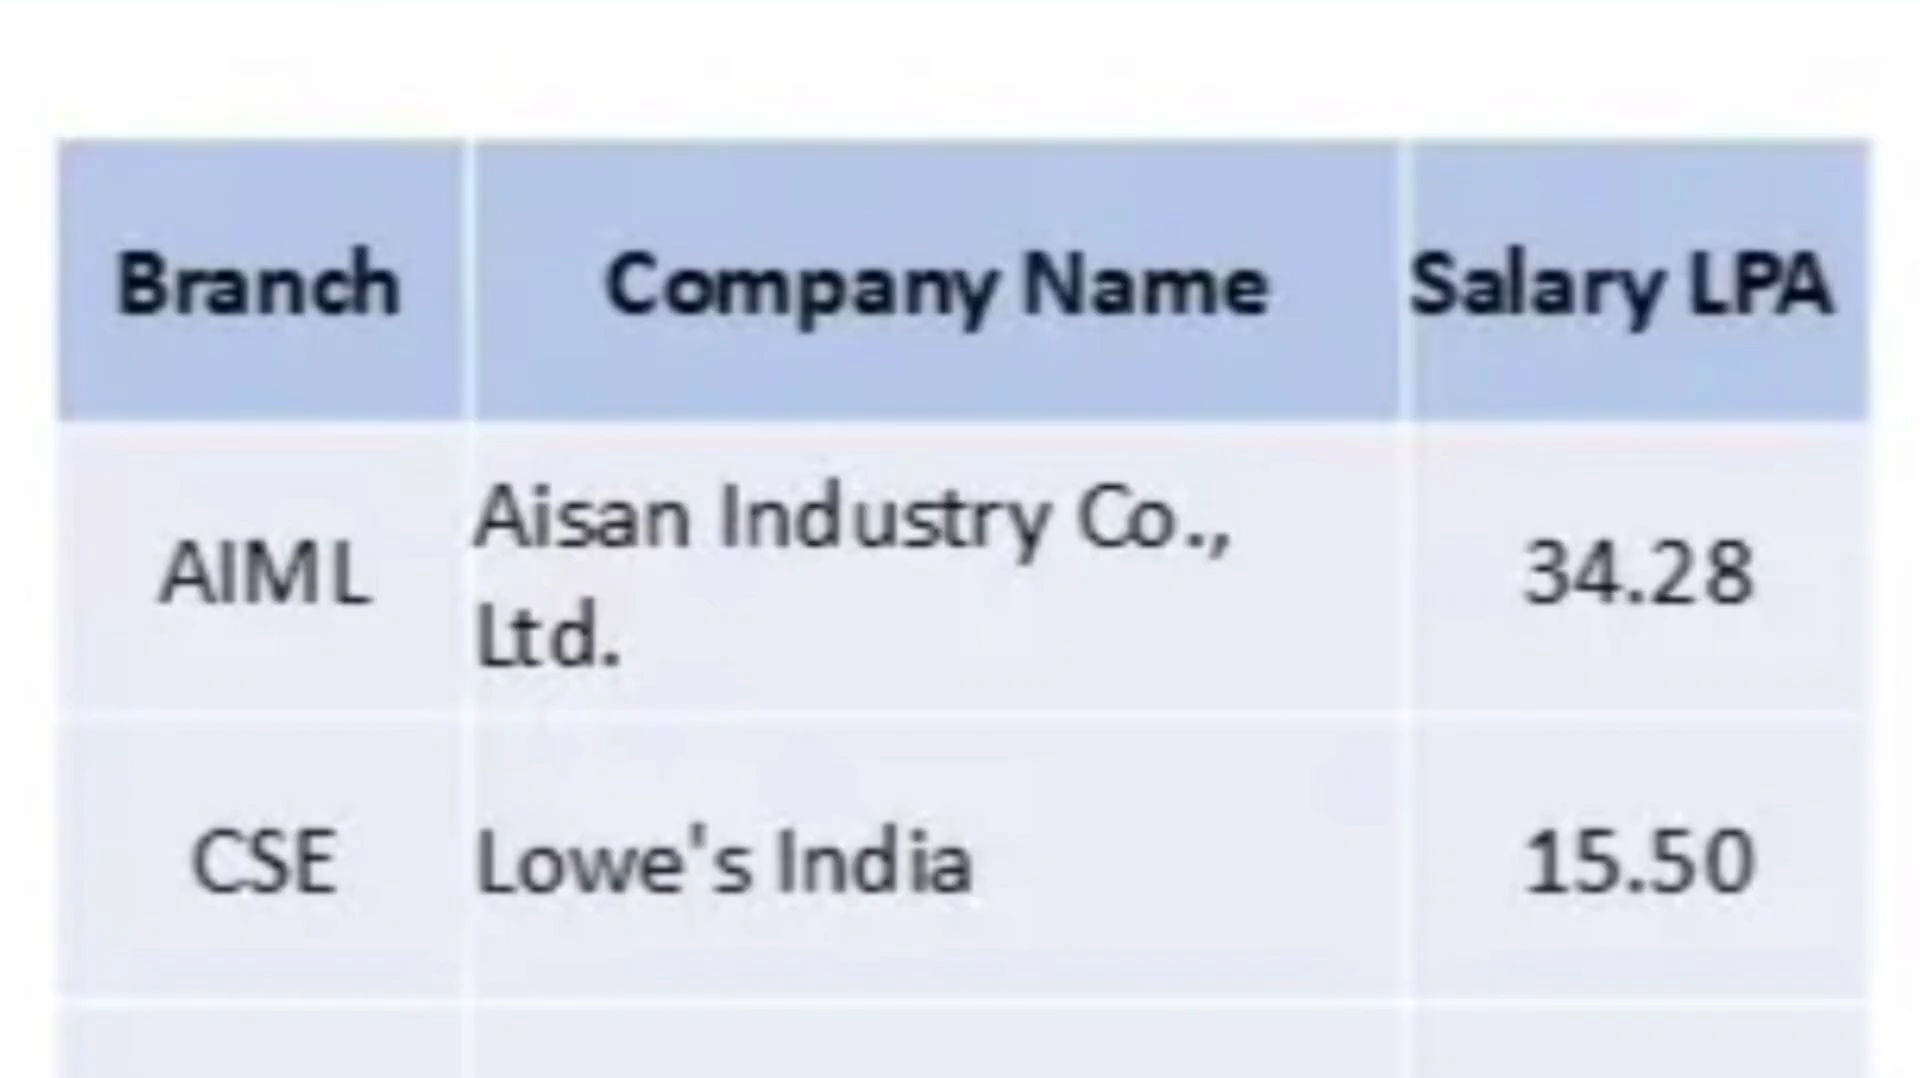 Branch Company Name Salary LPA
AIML Aisan Industry Co., 34.28
Ltd.
CSE Lowe's India 15.50